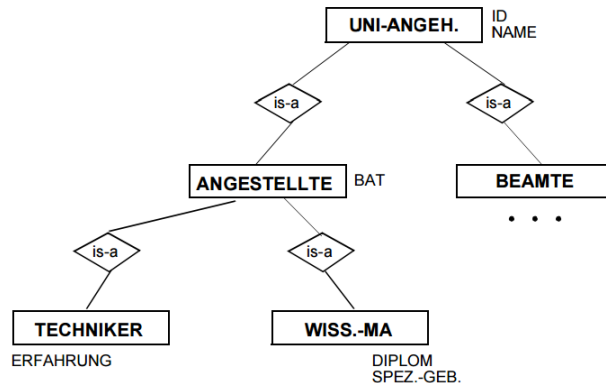 UNI-ANGEH.
ID
NAME
is-a
is-a
ANGESTELLTE
BAT
BEAMTE
. . .
is-a
is-a
TECHNIKER
WISS.-MA
ERFAHRUNG
DIPLOM
SPEZ.-GEB.